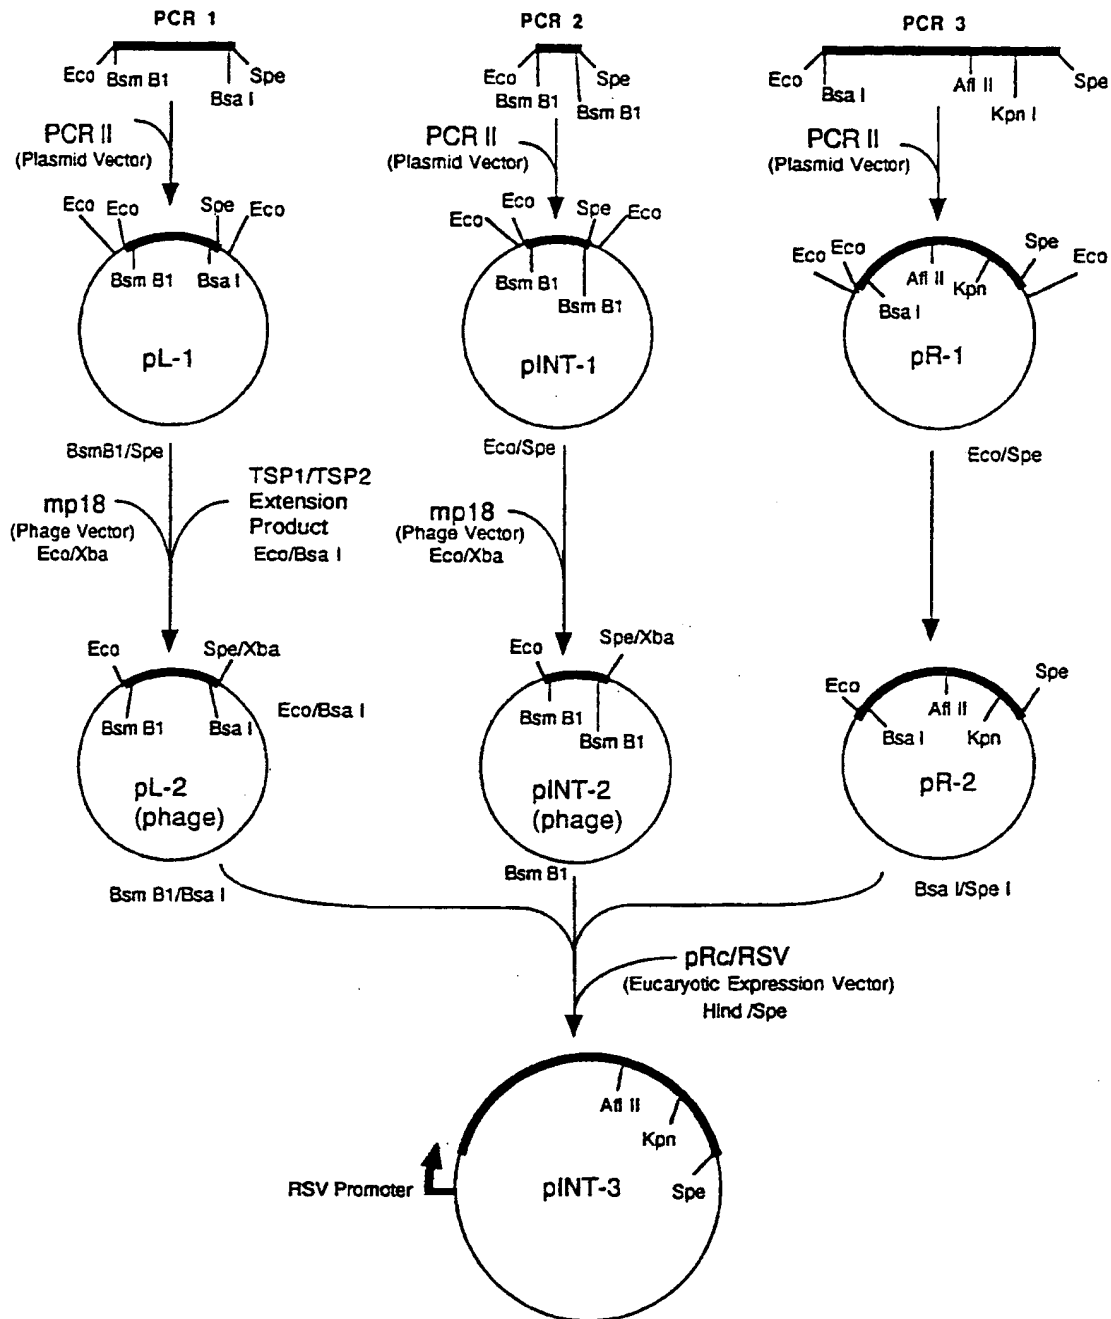 PCR 1
PCR 2
PCR 3
Eco
Bsm B1
Bsa I
Spe
Eco
Bsm B1
Bsm B1
Spe
Eco
Bsa I
Afl II
Kpn I
Spe
PCR II
(Plasmid Vector)
PCR II
(Plasmid Vector)
PCR II
(Plasmid Vector)
Eco
Eco
Spe
Eco
Bsm B1
Bsa I
pL-1
Eco
Eco
Spe
Eco
Bsm B1
Bsm B1
pINT-1
Eco
Eco
Spe
Eco
Bsa I
Afl II
Kpn
pR-1
BsmB1/Spe
Eco/Spe
Eco/Spe
mp18
(Phage Vector)
Eco/Xba
TSP1/TSP2
Extension
Product
Eco/Bsa I
mp18
(Phage Vector)
Eco/Xba
Eco
Spe/Xba
Bsm B1
Bsa I
Eco/Bsa I
pL-2
(phage)
Eco
Spe/Xba
Bsm B1
Bsm B1
pINT-2
(phage)
Eco
Spe
Bsa I
Afl II
Kpn
pR-2
Bsm B1/Bsa I
Bsm B1
Bsa I/Spe I
pRc/RSV
(Eucaryotic Expression Vector)
Hind /Spe
Afl II
Kpn
Spe
RSV Promoter
pINT-3